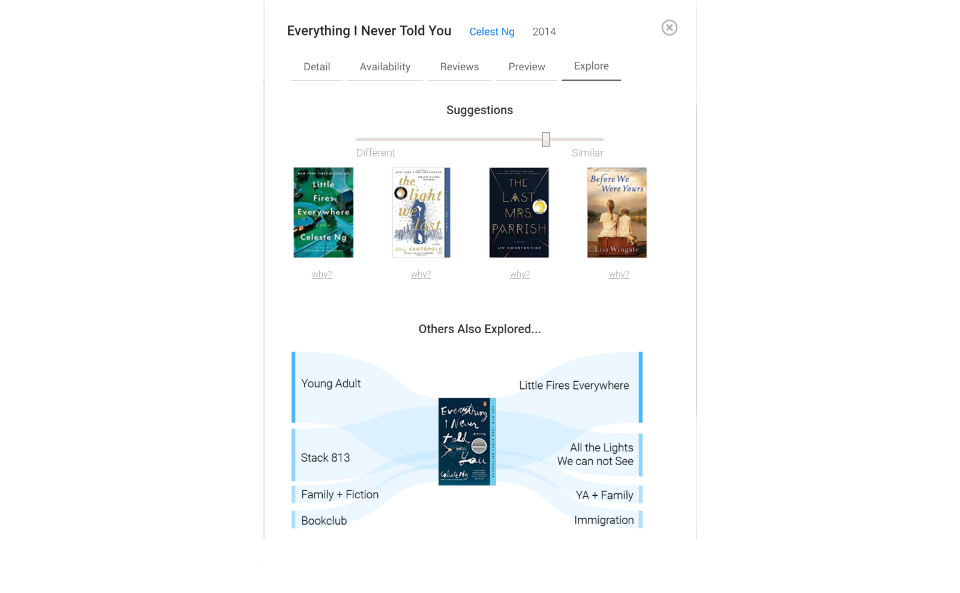 Everything I Never Told You Celest Ng 2014
Detail Availability Reviews Preview Explore
Suggestions
Different Similar
Little
Fires
Everywhere
Celeste Ng
the
light
we
lost
JILL SANTOPOLO
THE
LAST
MRS.
PARRISH
LIV CONSTANTINE
Before We
Were Yours
Lisa Wingate
why? why? why? why?
Others Also Explored...
Young Adult
Little Fires Everywhere
Everything
I Never
told
You
Celeste Ng
Stack 813
All the Lights
We can not See
Family + Fiction
YA + Family
Bookclub
Immigration